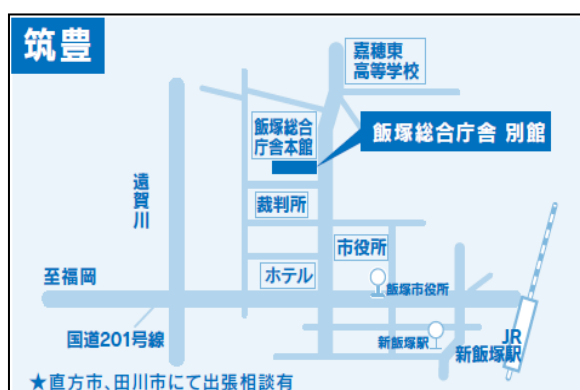 筑豊
嘉穂東
高等学校
飯塚総合
庁舎本館
飯塚総合庁舎 別館
遠賀川
裁判所
市役所
至福岡
ホテル
飯塚市役所
国道201号線
新飯塚駅
JR
新飯塚駅
★直方市、田川市にて出張相談有